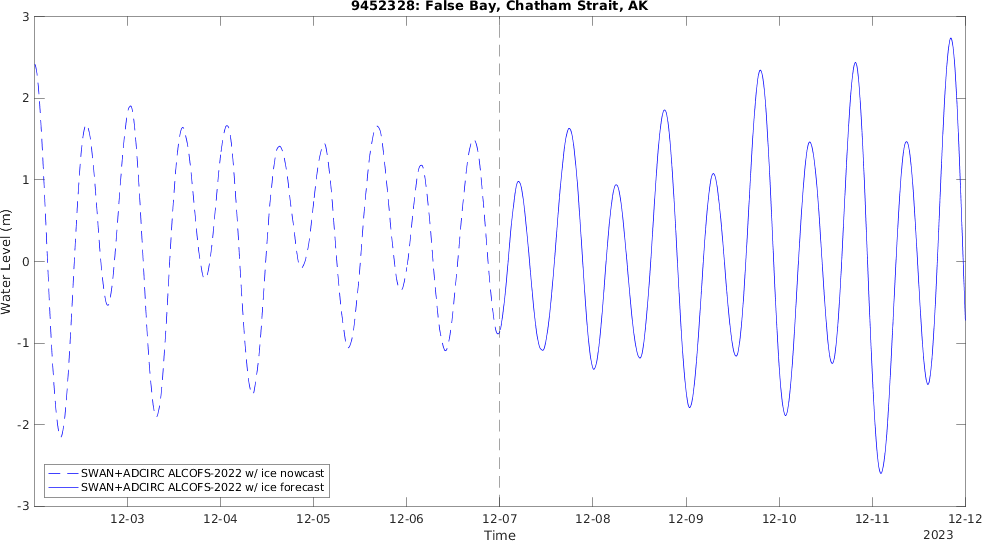 9452328: False Bay, Chatham Strait, AK
3
2
1
0
-1
-2
-3
Water Level (m)
SWAN+ADCIRC ALCOFS-2022 w/ ice nowcast
SWAN+ADCIRC ALCOFS-2022 w/ ice forecast
12-03 12-04 12-05 12-06 12-07 12-08 12-09 12-10 12-11 12-12
Time
2023